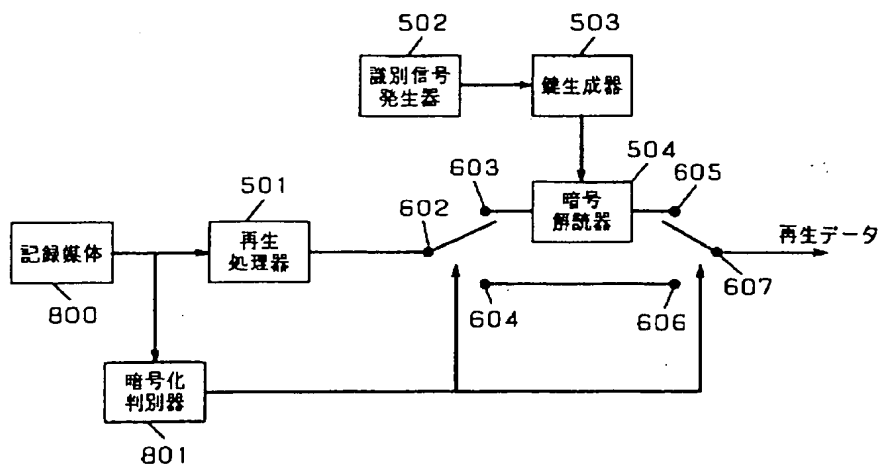 502
503
識別信号
発生器
鍵生成器
504
603
605
501
602
暗号
解読器
再生データ
記録媒体
再生
処理器
607
800
604
606
暗号化
判別器
801